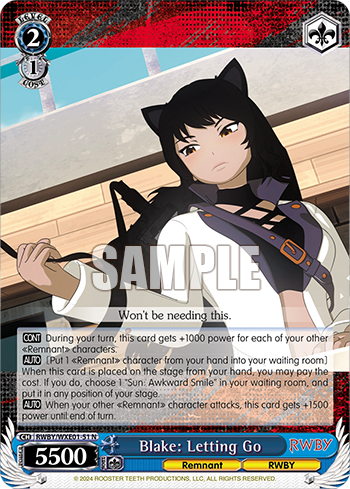 LEVEL
2
1
COST
SAMPLE
Won't be needing this.
CONT During your turn, this card gets +1000 power for each of your other
«Remnant» characters.
AUTO [Put 1 «Remnant» character from your hand into your waiting room]
When this card is placed on the stage from your hand, you may pay the
cost. If you do, choose 1 "Sun: Awkward Smile" in your waiting room, and
put it in any position of your stage.
AUTO When your other «Remnant» character attacks, this card gets +1500
power until end of turn.
CH RWBY/WXE01-51 N
Blake: Letting Go RWBY
POWER 5500
Remnant RWBY
© 2024 ROOSTER TEETH PRODUCTIONS, LLC, ALL RIGHTS RESERVED.